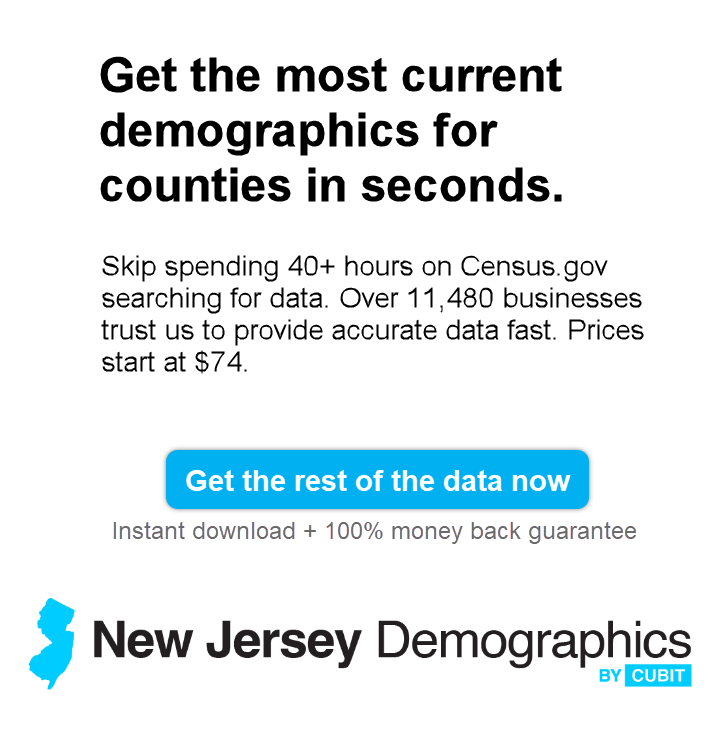 Get the most current
demographics for
counties in seconds.
Skip spending 40+ hours on Census.gov
searching for data. Over 11,480 businesses
trust us to provide accurate data fast. Prices
start at $74.
Get the rest of the data now
Instant download + 100% money back guarantee
New Jersey Demographics
BY CUBIT